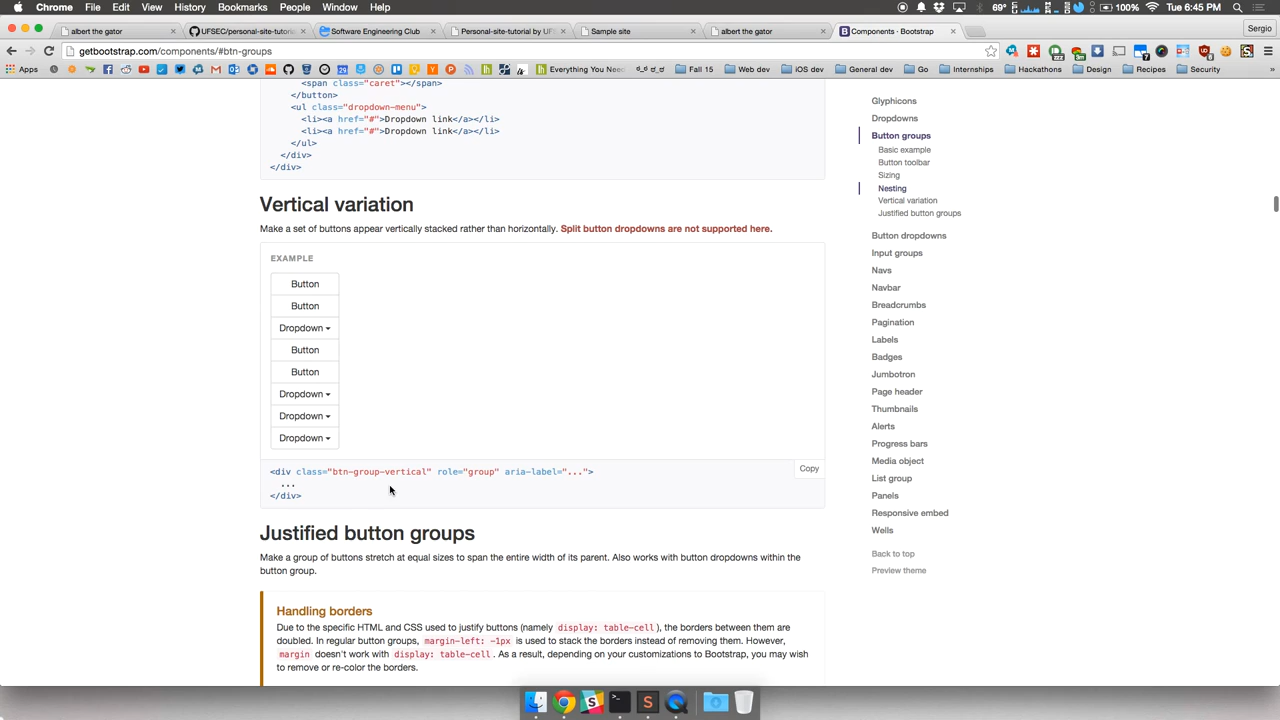 Chrome File Edit View History Bookmarks People Window Help
69° 100% Tue 6:45 PM
albert the gator
UFSEC/personal-site-tutoria
Software Engineering Club
Personal-site-tutorial by UF
Sample site
albert the gator
Components · Bootstrap
Sergio
getbootstrap.com/components/#btn-groups
Apps
Everything You Need
Fall 15
Web dev
iOS dev
General dev
Go
Internships
Hackathons
Design
Recipes
Security
<span class="caret"></span>
</button>
<ul class="dropdown-menu">
<li><a href="#">Dropdown link</a></li>
<li><a href="#">Dropdown link</a></li>
</ul>
</div>
</div>
Vertical variation
Make a set of buttons appear vertically stacked rather than horizontally. Split button dropdowns are not supported here.
EXAMPLE
Button
Button
Dropdown
Button
Button
Dropdown
Dropdown
Dropdown
Copy
<div class="btn-group-vertical" role="group" aria-label="...">
...
</div>
Justified button groups
Make a group of buttons stretch at equal sizes to span the entire width of its parent. Also works with button dropdowns within the
button group.
Handling borders
Due to the specific HTML and CSS used to justify buttons (namely display: table-cell), the borders between them are
doubled. In regular button groups, margin-left: -1px is used to stack the borders instead of removing them. However,
margin doesn't work with display: table-cell. As a result, depending on your customizations to Bootstrap, you may wish
to remove or re-color the borders.
Glyphicons
Dropdowns
Button groups
Basic example
Button toolbar
Sizing
Nesting
Vertical variation
Justified button groups
Button dropdowns
Input groups
Navs
Navbar
Breadcrumbs
Pagination
Labels
Badges
Jumbotron
Page header
Thumbnails
Alerts
Progress bars
Media object
List group
Panels
Responsive embed
Wells
Back to top
Preview theme